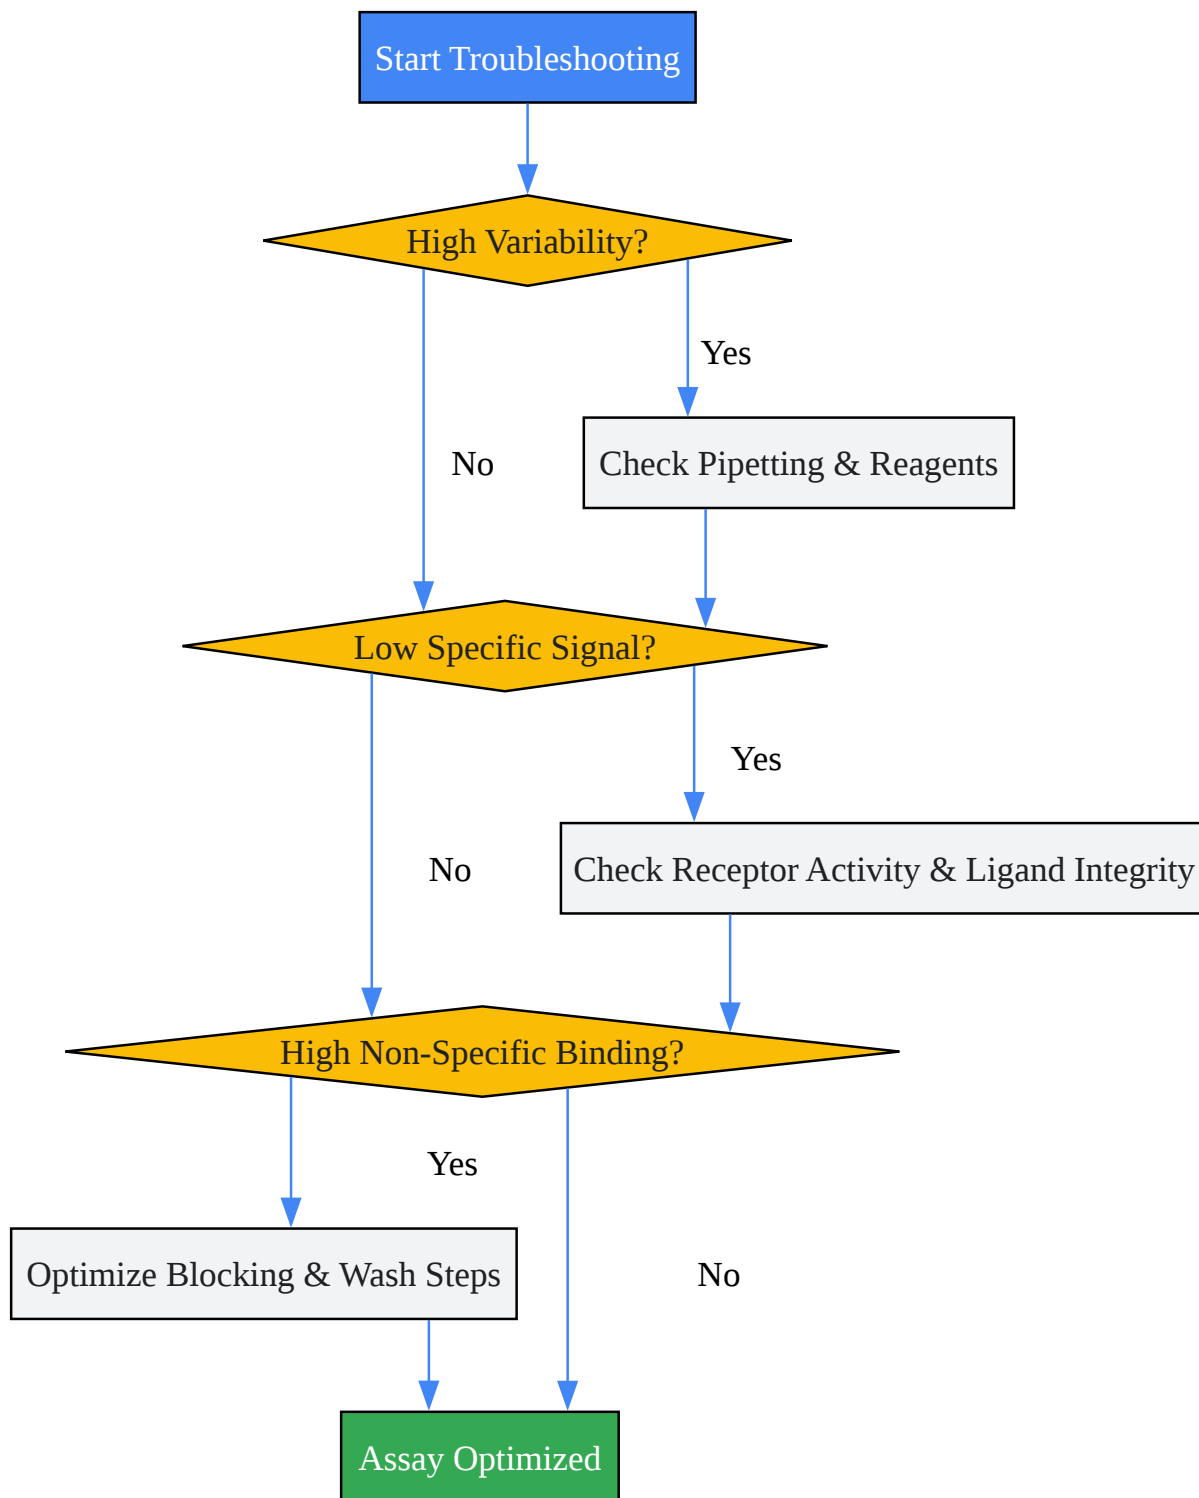 Start Troubleshooting
High Variability?
Yes
No
Check Pipetting & Reagents
Low Specific Signal?
Yes
No
Check Receptor Activity & Ligand Integrity
High Non-Specific Binding?
Yes
Optimize Blocking & Wash Steps
No
Assay Optimized